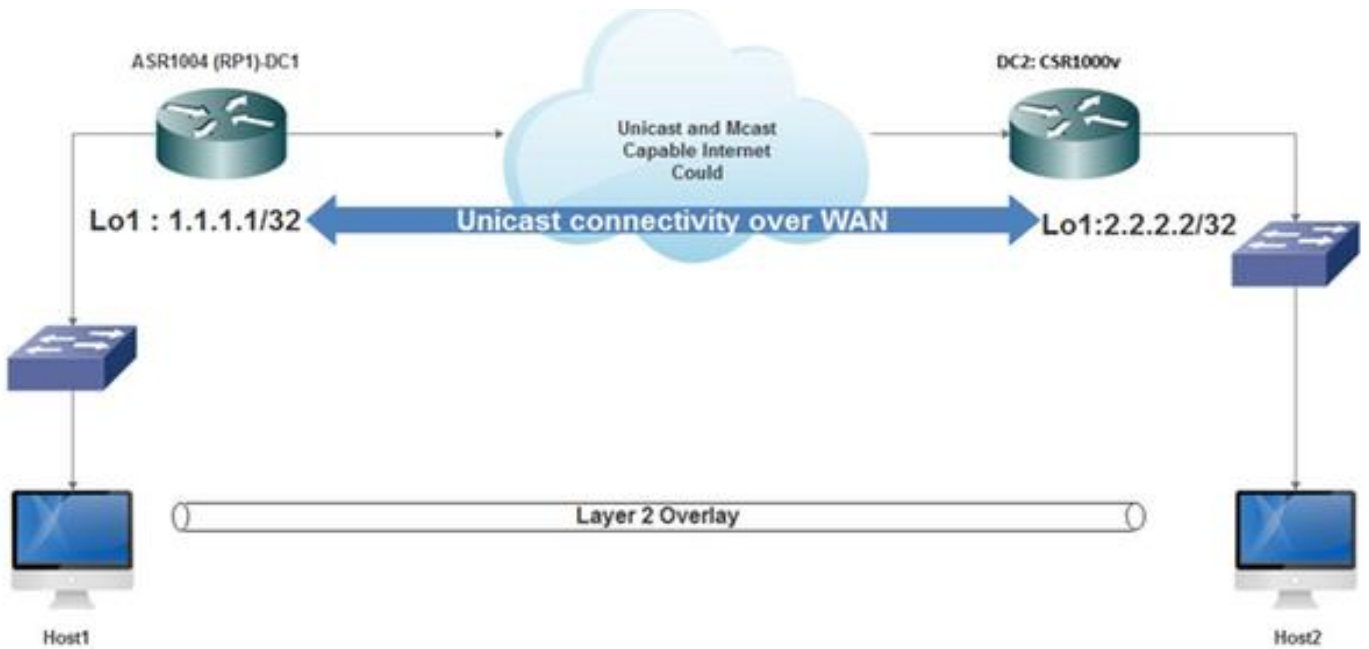 ASR1004 (RP1)-DC1
DC2: CSR1000v
Unicast and Mcast
Capable Internet
Could
Lo1 : 1.1.1.1/32
Unicast connectivity over WAN
Lo1:2.2.2.2/32
Layer 2 Overlay
Host1
Host2